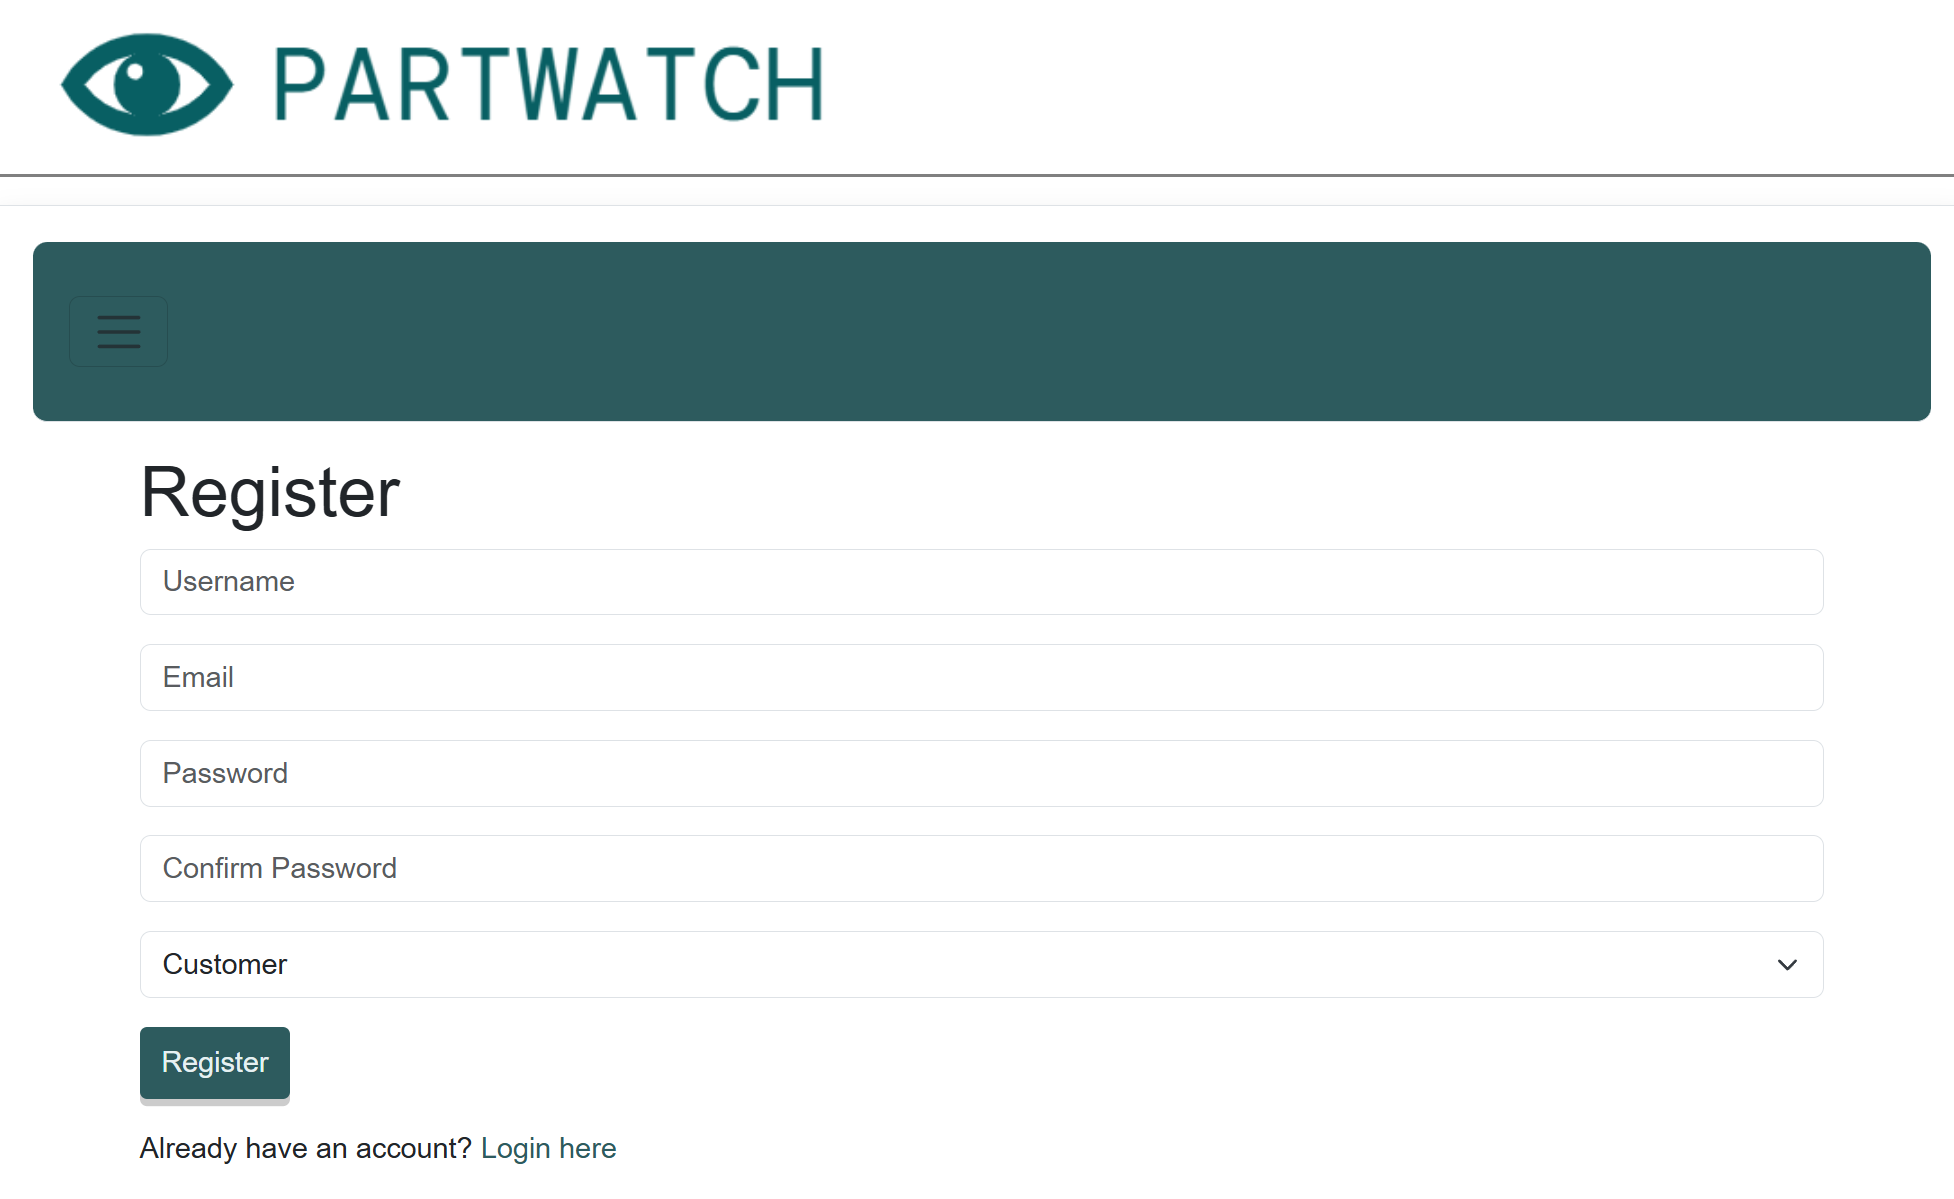 PARTWATCH
Register
Username
Email
Password
Confirm Password
Customer
Register
Already have an account? Login here